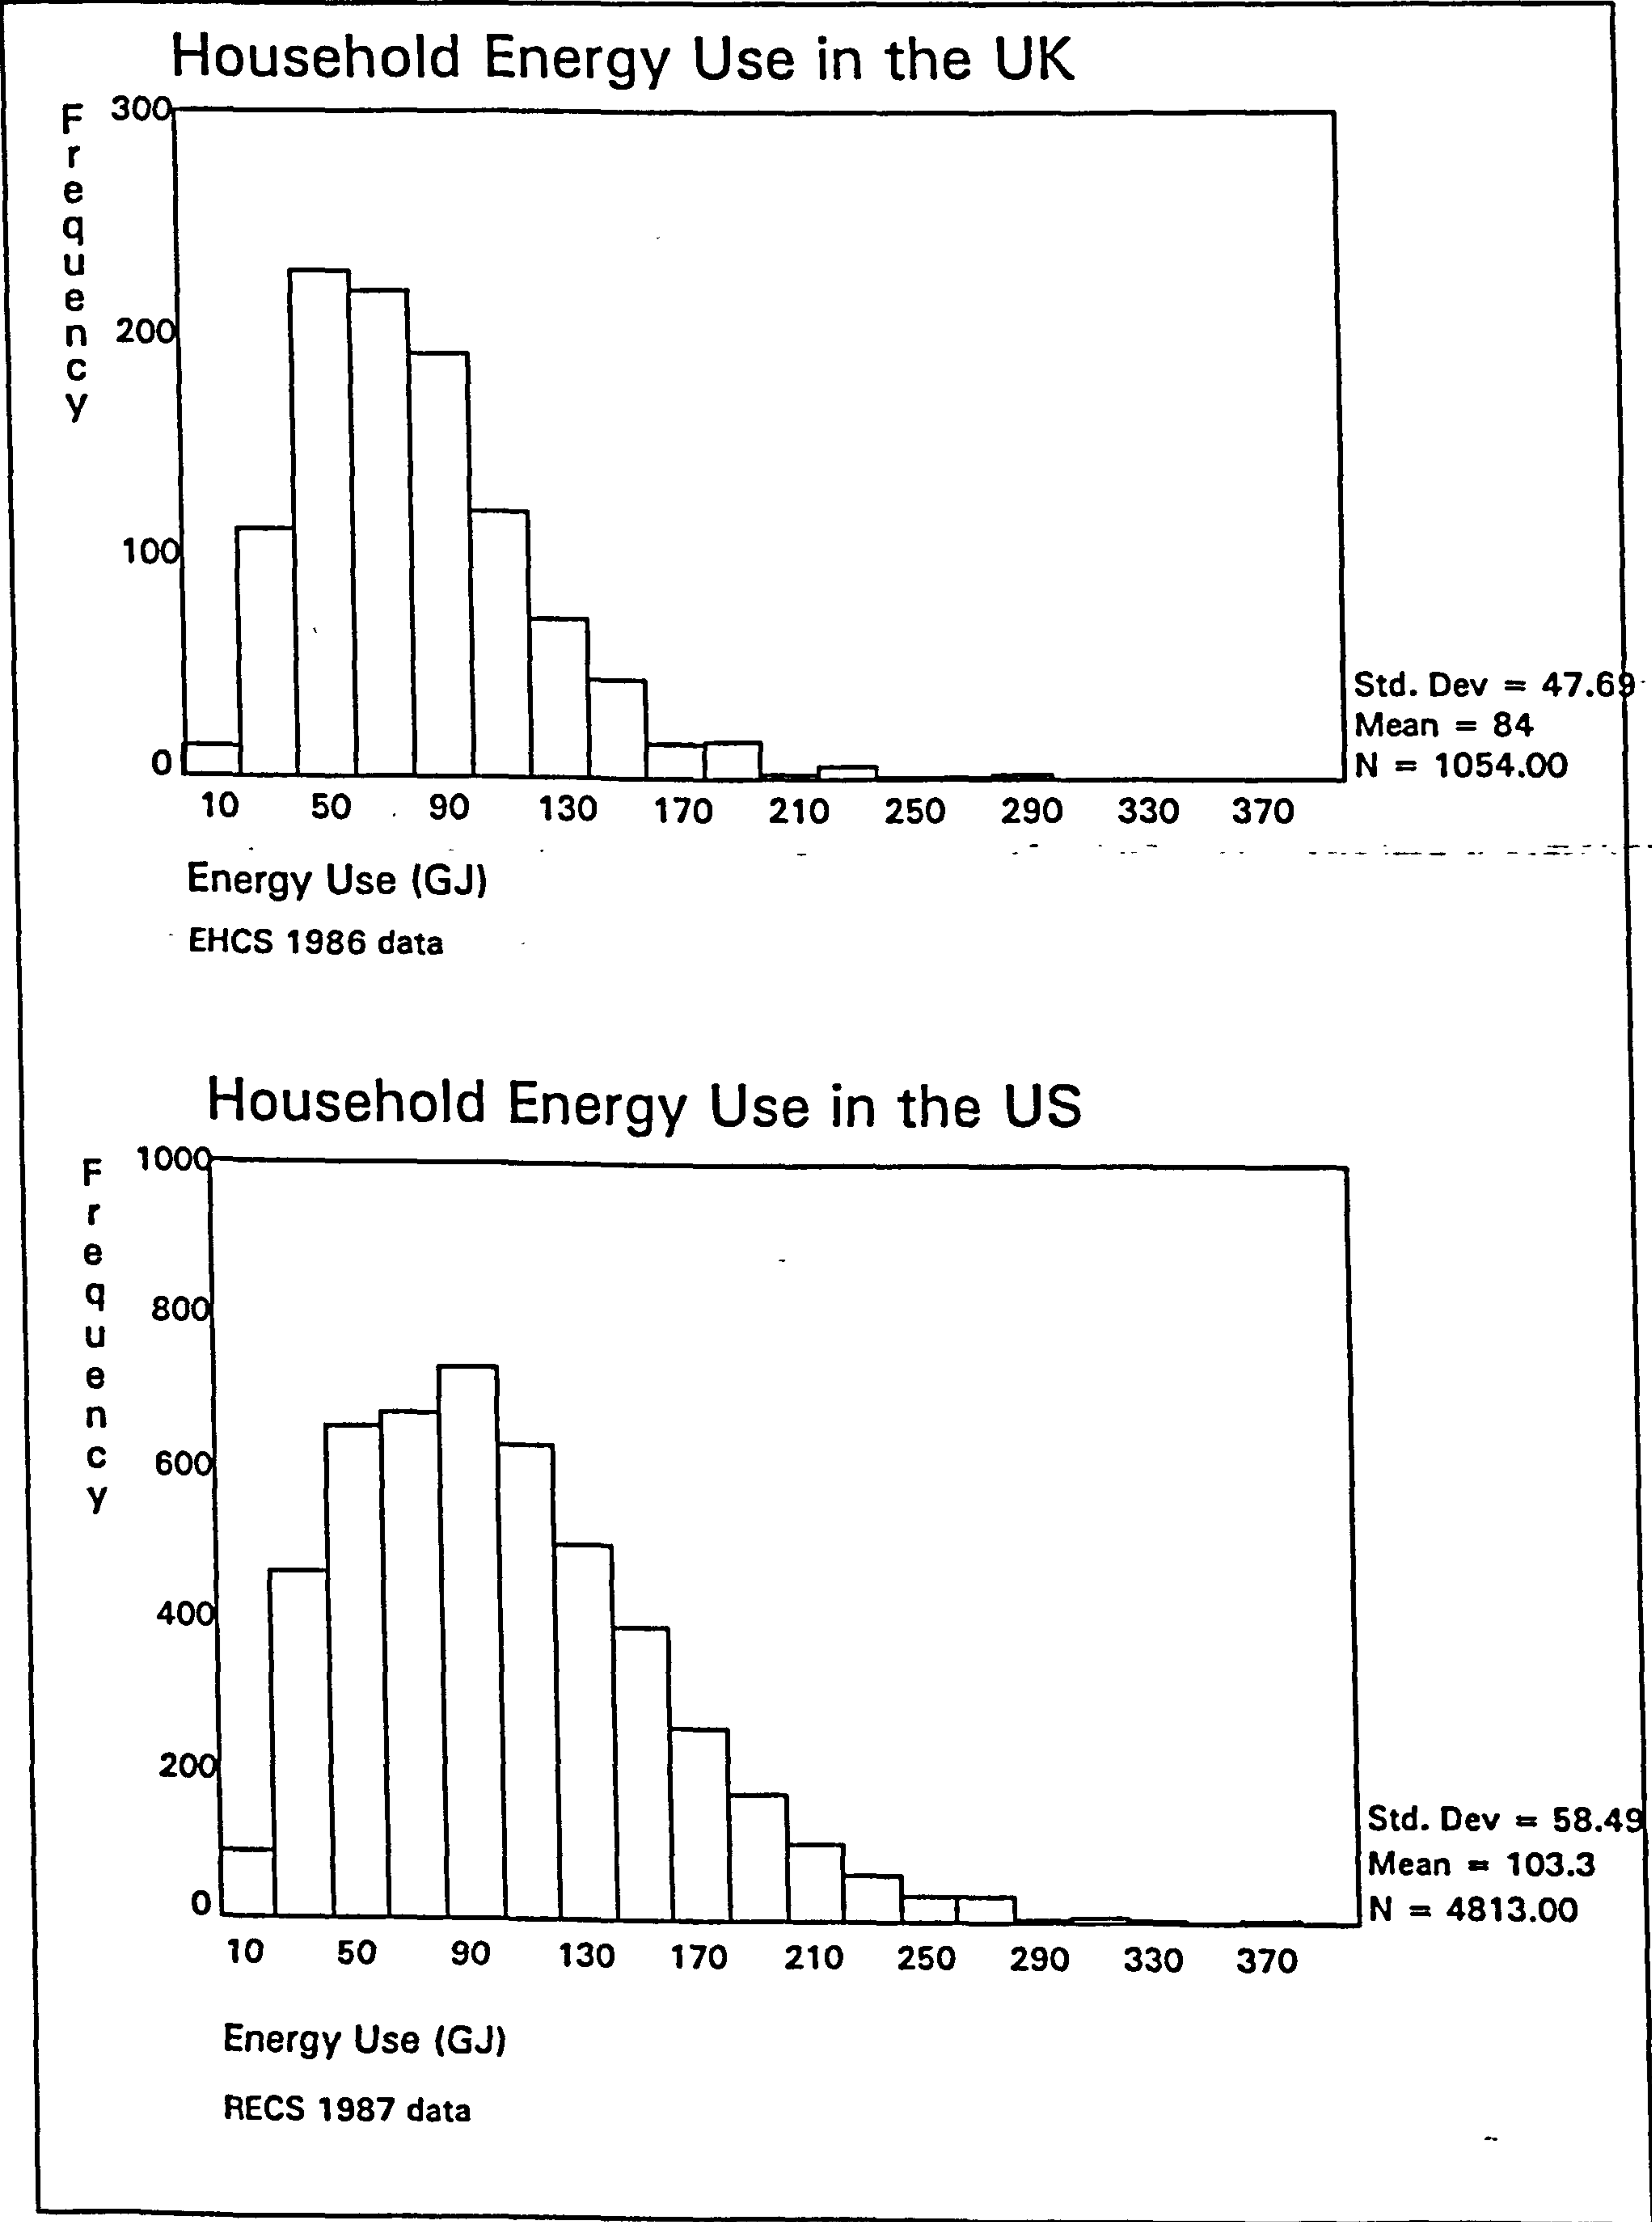 Household Energy Use in the UK
Frequency
300
200
100
0
10 50 90 130 170 210 250 290 330 370
Std. Dev = 47.69
Mean = 84
N = 1054.00
Energy Use (GJ)
EHCS 1986 data
Household Energy Use in the US
Frequency
1000
800
600
400
200
0
10 50 90 130 170 210 250 290 330 370
Std. Dev = 58.49
Mean = 103.3
N = 4813.00
Energy Use (GJ)
RECS 1987 data